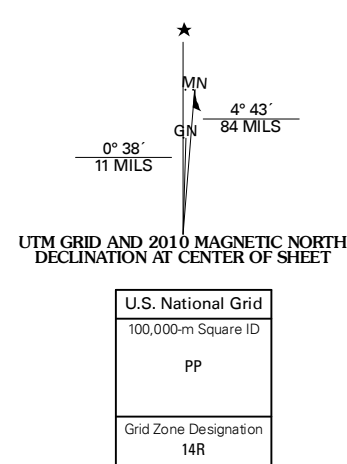 ★
MN
GN
4° 43´
84 MILS
0° 38´
11 MILS
UTM GRID AND 2010 MAGNETIC NORTH
DECLINATION AT CENTER OF SHEET
U.S. National Grid
100,000-m Square ID
PP
Grid Zone Designation
14R